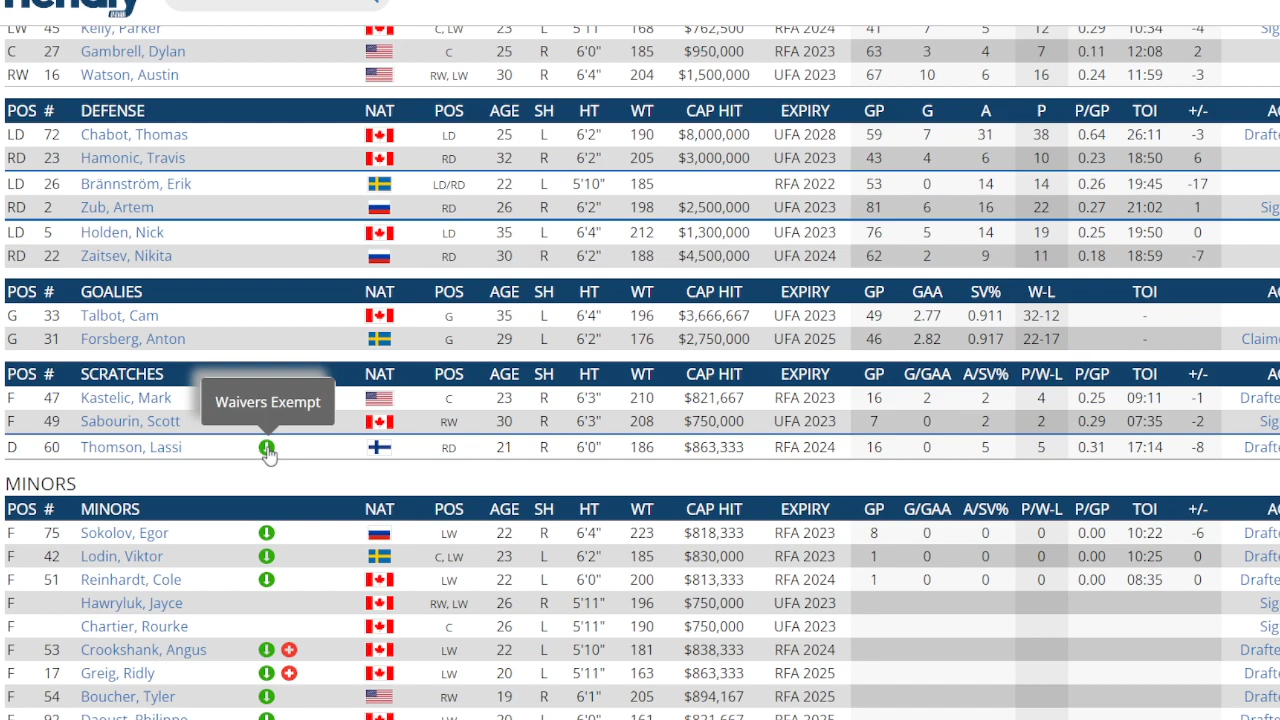 LW 45 Kelly, Parker C, LW 23 L 5'11" 168 $762,500 RFA 2024 41 7 5 12 0.29 10:34 -4 Sig
C 27 Gambrell, Dylan C 25 R 6'0" $950,000 UFA 2023 63 3 4 7 0.11 12:08 2
RW 16 Watson, Austin RW, LW 30 R 6'4" 204 $1,500,000 UFA 2023 67 10 6 16 0.24 11:59 -3
POS # DEFENSE NAT POS AGE SH HT WT CAP HIT EXPIRY GP G A P P/GP TOI +/-
LD 72 Chabot, Thomas LD 25 L 6'2" 190 $8,000,000 UFA 2028 59 7 31 38 0.64 26:11 -3 Drafte
RD 23 Hamonic, Travis RD 32 R 6'2" 205 $3,000,000 UFA 2023 43 4 6 10 0.23 18:50 6
LD 26 Brännström, Erik LD/RD 22 L 5'10" 185 RFA 2022 53 0 14 14 0.26 19:45 -17
RD 2 Zub, Artem RD 26 R 6'2" 198 $2,500,000 UFA 2023 81 6 16 22 0.27 21:02 1 Sig
LD 5 Holden, Nick LD 35 L 6'4" 212 $1,300,000 UFA 2023 76 5 14 19 0.25 19:50 0
RD 22 Zaitsev, Nikita RD 30 R 6'2" 188 $4,500,000 UFA 2024 62 2 9 11 0.18 18:59 -7
POS # GOALIES NAT POS AGE SH HT WT CAP HIT EXPIRY GP GAA SV% W-L TOI
G 33 Talbot, Cam G 35 L 6'4" 196 $3,666,667 UFA 2023 49 2.77 0.911 32-12 -
G 31 Forsberg, Anton G 29 L 6'2" 176 $2,750,000 UFA 2025 46 2.82 0.917 22-17 - Claime
POS # SCRATCHES NAT POS AGE SH HT WT CAP HIT EXPIRY GP G/GAA A/SV% P/W-L P/GP TOI +/-
F 47 Kastelic, Mark C 23 R 6'3" 210 $821,667 RFA 2023 16 2 2 4 0.25 09:11 -1 Drafte
Waivers Exempt
F 49 Sabourin, Scott RW 30 R 6'3" 208 $750,000 UFA 2023 7 0 2 2 0.29 07:35 -2 Sig
D 60 Thomson, Lassi RD 21 R 6'0" 186 $863,333 RFA 2024 16 0 5 5 0.31 17:14 -8 Drafte
MINORS
POS # MINORS NAT POS AGE SH HT WT CAP HIT EXPIRY GP G/GAA A/SV% P/W-L P/GP TOI +/-
F 75 Sokolov, Egor LW 22 R 6'4" 223 $818,333 RFA 2023 8 0 0 0 0.00 10:22 -6 Drafte
F 42 Lodin, Viktor C, LW 23 L 6'2" 185 $830,000 RFA 2023 1 0 0 0 0.00 10:25 0 Drafte
F 51 Reinhardt, Cole LW 22 L 6'0" 200 $813,333 RFA 2024 1 0 0 0 0.00 08:35 0 Drafte
F Hawryluk, Jayce RW, LW 26 R 5'11" 196 $750,000 UFA 2023 Sig
F Chartier, Rourke C 26 L 5'11" 190 $750,000 UFA 2023 Sig
F 53 Crookshank, Angus LW 22 L 5'10" 181 $838,333 RFA 2024 Drafte
F 17 Greig, Ridly LW 20 L 5'11" 163 $863,333 RFA 2025 Drafte
F 54 Boucher, Tyler RW 19 R 6'1" 205 $894,167 RFA 2025 Drafte